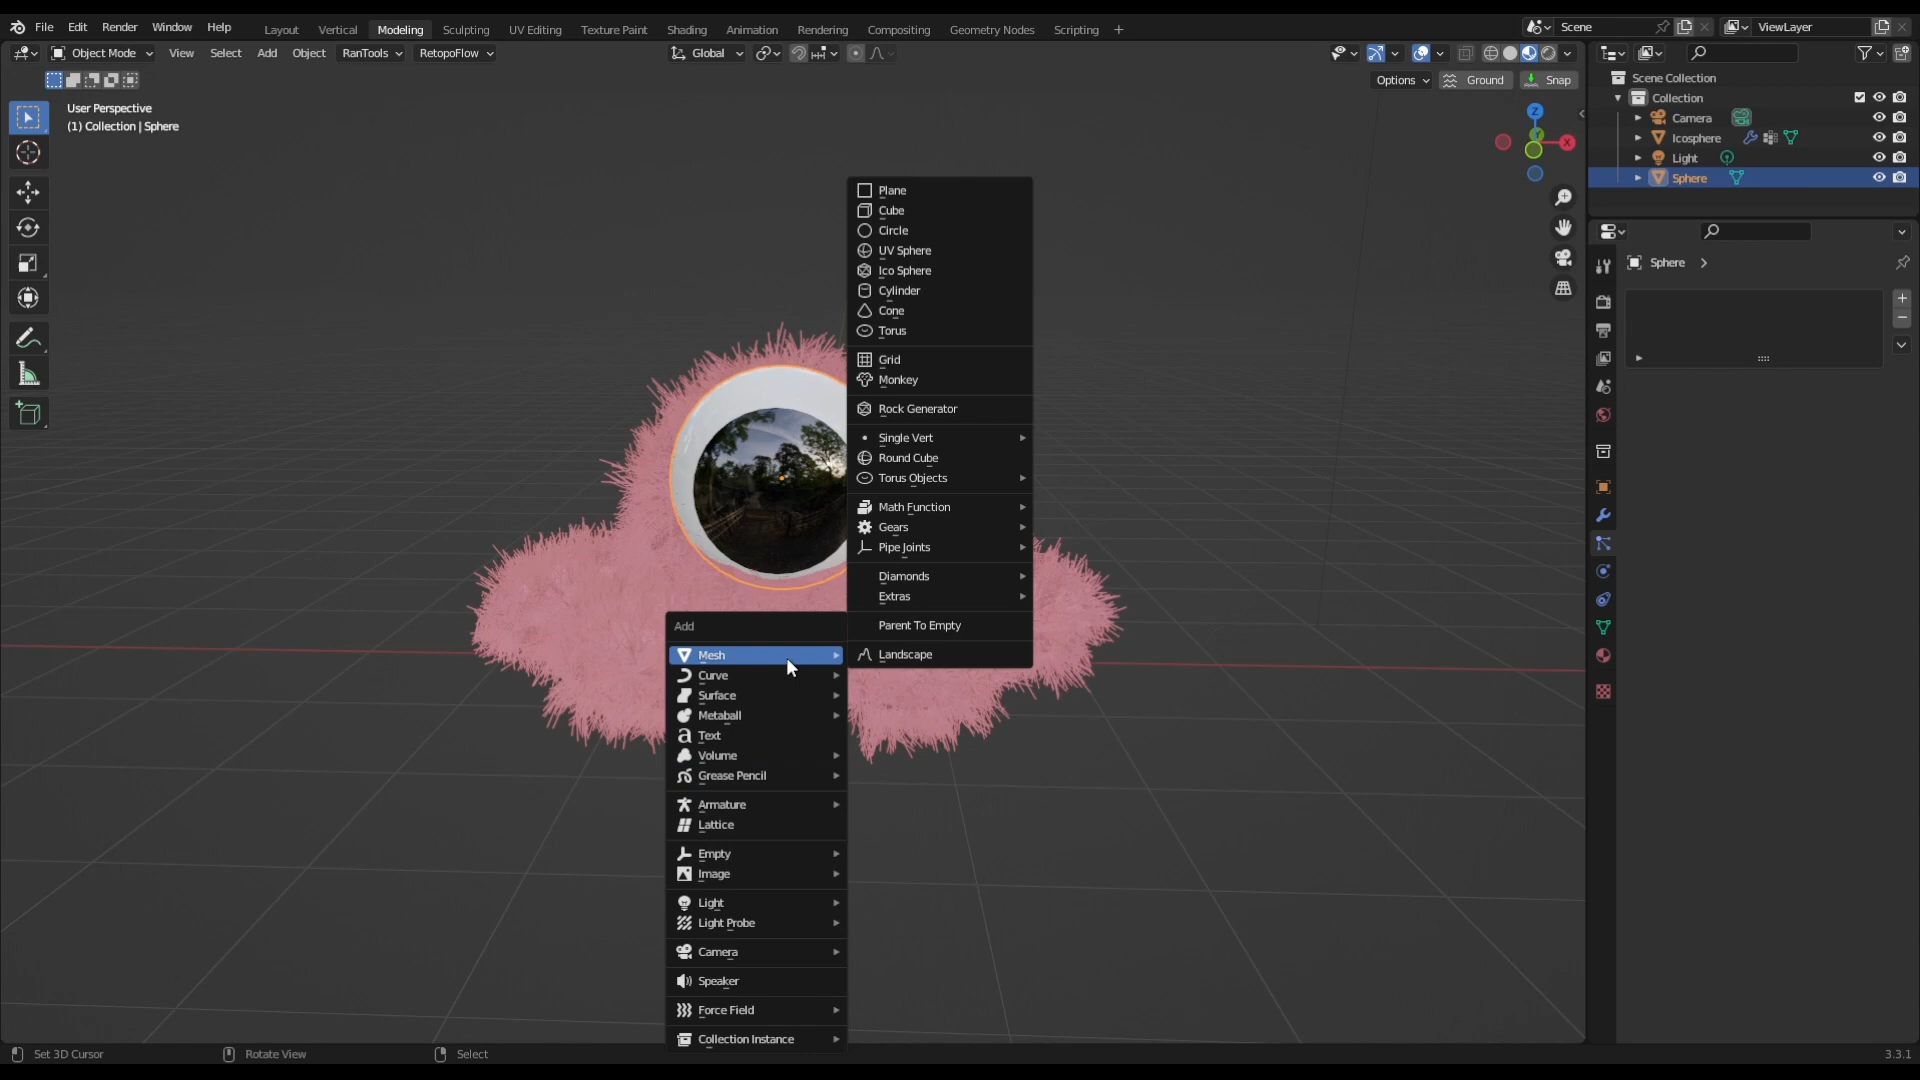 File Edit Render Window Help
Layout Vertical Modeling Sculpting UV Editing Texture Paint Shading Animation Rendering Compositing Geometry Nodes Scripting +
Scene
ViewLayer
Object Mode View Select Add Object RanTools RetopoFlow
Global
Options Ground Snap
User Perspective
(1) Collection | Sphere
Z
Y
X
Scene Collection
Collection
Camera
Icosphere
Light
Sphere
Sphere
Plane
Cube
Circle
UV Sphere
Ico Sphere
Cylinder
Cone
Torus
Grid
Monkey
Rock Generator
Single Vert
Round Cube
Torus Objects
Math Function
Gears
Pipe Joints
Diamonds
Extras
Parent To Empty
Landscape
Add
Mesh
Curve
Surface
Metaball
Text
Volume
Grease Pencil
Armature
Lattice
Empty
Image
Light
Light Probe
Camera
Speaker
Force Field
Collection Instance
Set 3D Cursor
Rotate View
Select
3.3.1